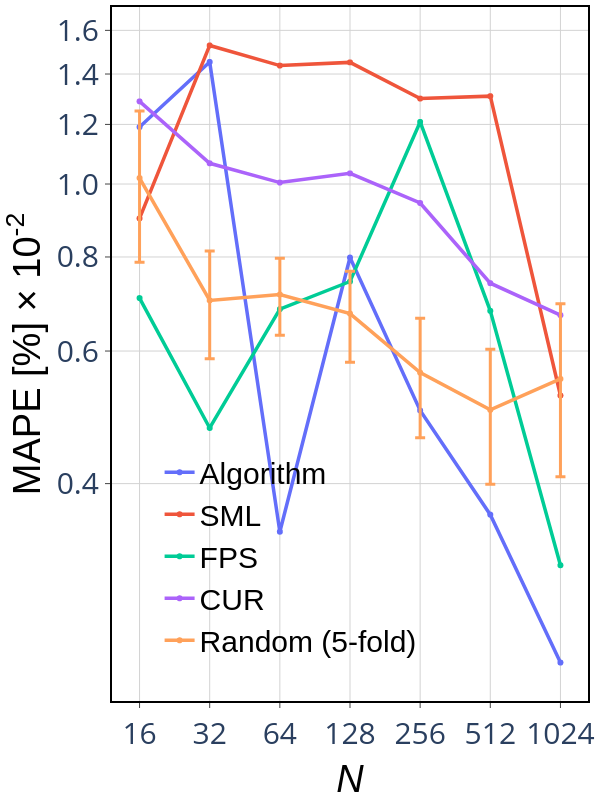 1.6
1.4
1.2
1.0
0.8
0.6
0.4
MAPE [%] × 10-2
Algorithm
SML
FPS
CUR
Random (5-fold)
16 32 64 128 256 512 1024
N